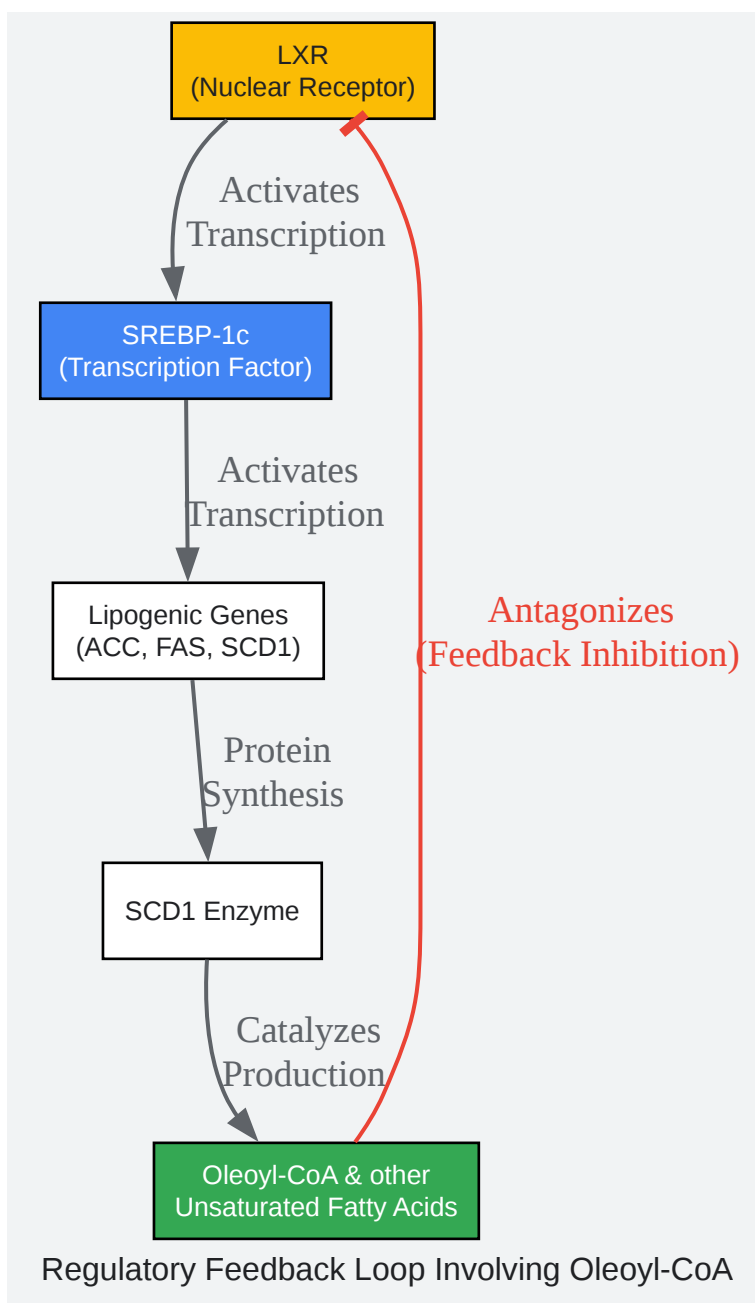 LXR
(Nuclear Receptor)
Activates
Transcription
SREBP-1c
(Transcription Factor)
Activates
Transcription
Lipogenic Genes
(ACC, FAS, SCD1)
Antagonizes
(Feedback Inhibition)
Protein
Synthesis
SCD1 Enzyme
Catalyzes
Production
Oleoyl-CoA & other
Unsaturated Fatty Acids
Regulatory Feedback Loop Involving Oleoyl-CoA